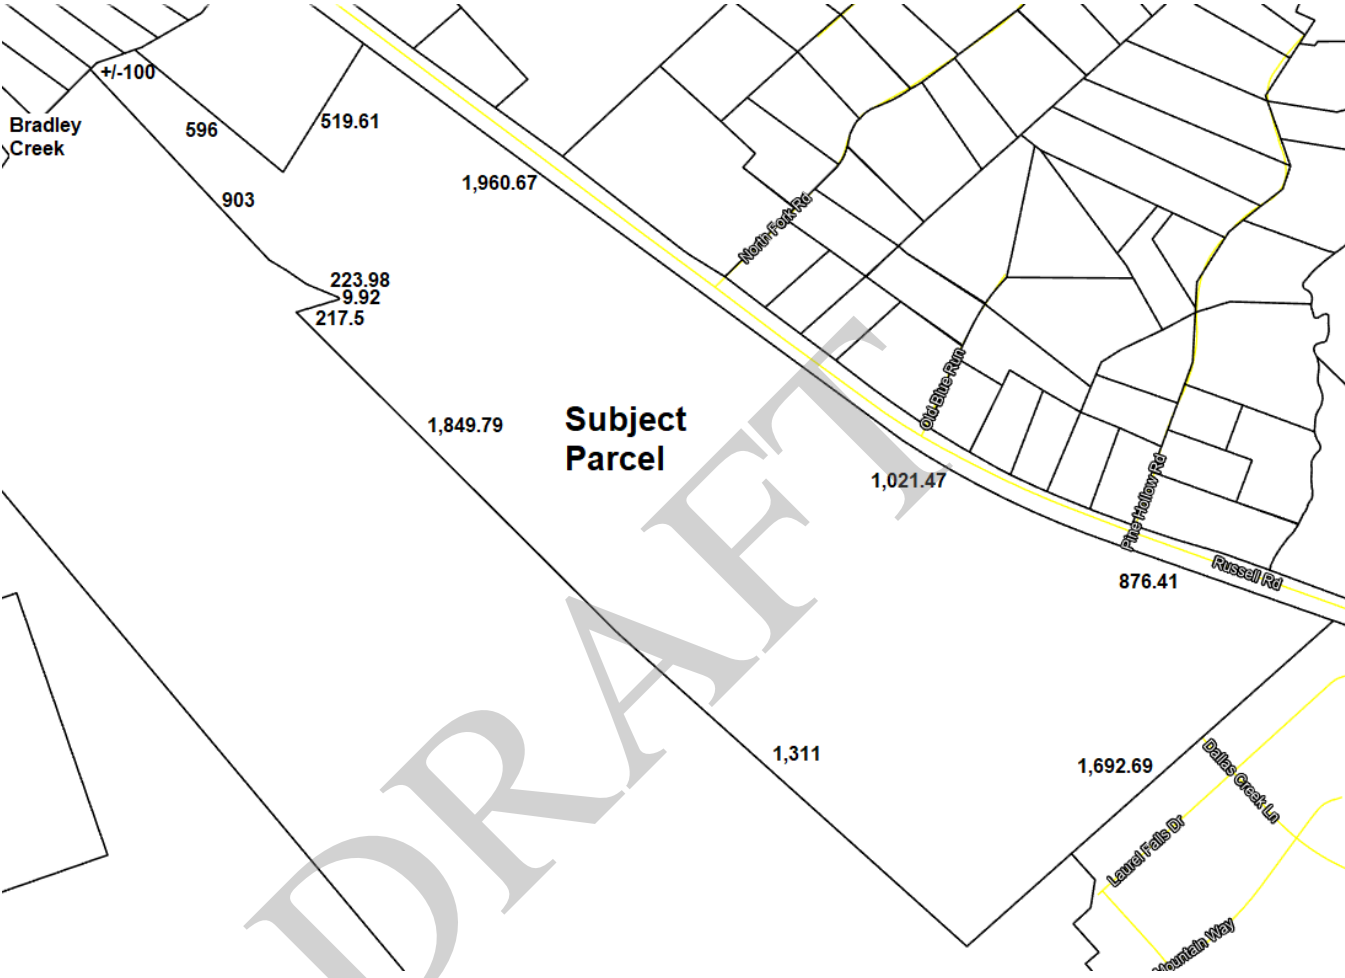 +/-100
Bradley
Creek
596
519.61
1,960.67
903
North Fork Rd
223.98
9.92
217.5
Old Blue Run
1,849.79
Subject
Parcel
1,021.47
Pine Hollow Rd
Russell Rd
876.41
1,311
1,692.69
Dallas Creek Ln
Laurel Falls Dr
Mountain Way
DRAFT